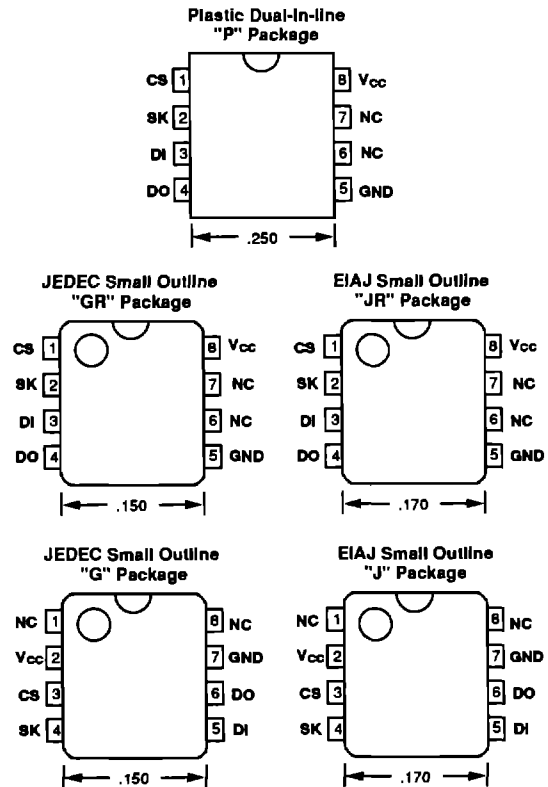 Plastic Dual-In-line
"P" Package
CS 1 8 Vcc
SK 2 7 NC
DI 3 6 NC
DO 4 5 GND
.250
JEDEC Small Outline
"GR" Package
CS 1 8 Vcc
SK 2 7 NC
DI 3 6 NC
DO 4 5 GND
.150
EIAJ Small Outline
"JR" Package
CS 1 8 Vcc
SK 2 7 NC
DI 3 6 NC
DO 4 5 GND
.170
JEDEC Small Outline
"G" Package
NC 1 8 NC
Vcc 2 7 GND
CS 3 6 DO
SK 4 5 DI
.150
EIAJ Small Outline
"J" Package
NC 1 8 NC
Vcc 2 7 GND
CS 3 6 DO
SK 4 5 DI
.170